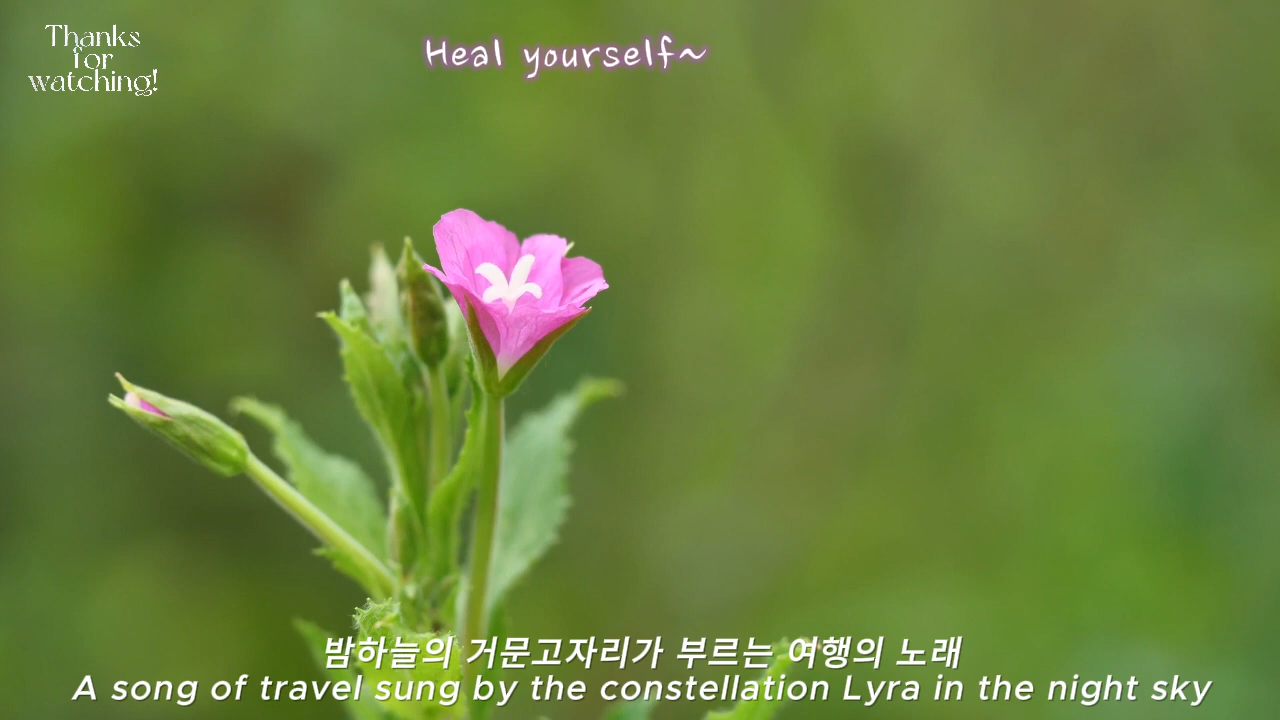 Thanks
for
watching!
Heal yourself~
밤하늘의 거문고자리가 부르는 여행의 노래
A song of travel sung by the constellation Lyra in the night sky